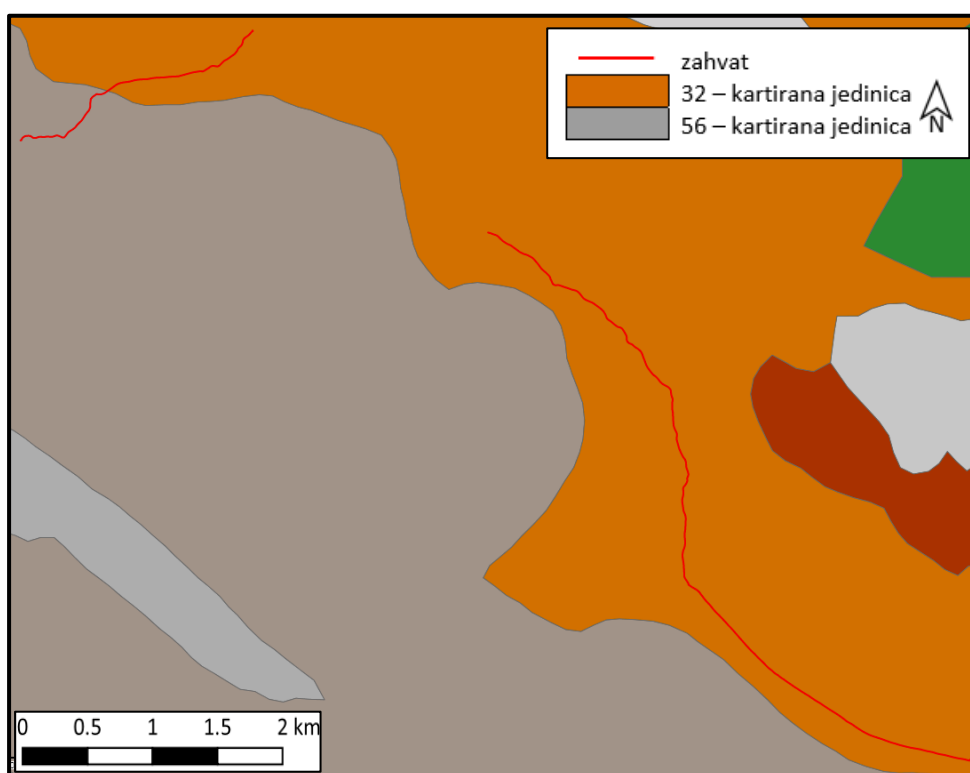 zahvat
32 – kartirana jedinica
56 – kartirana jedinica
N
0 0.5 1 1.5 2 km